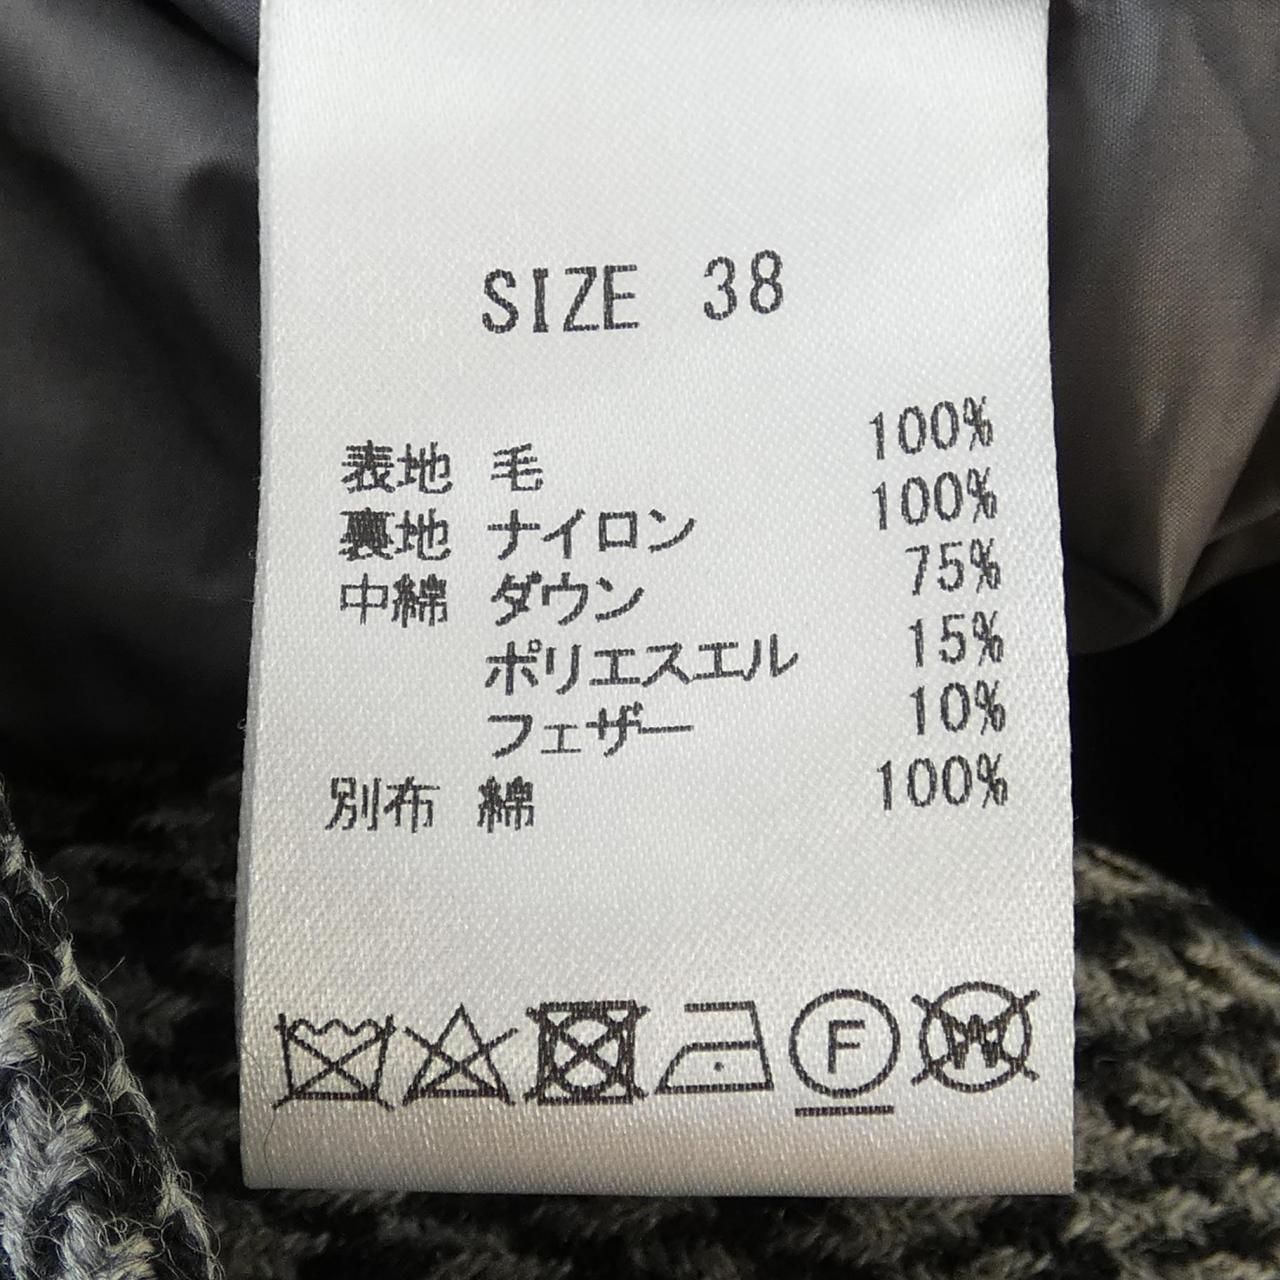 SIZE 38
表地 毛 100%
裏地 ナイロン 100%
中綿 ダウン 75%
ポリエスエル 15%
フェザー 10%
別布 綿 100%
F W